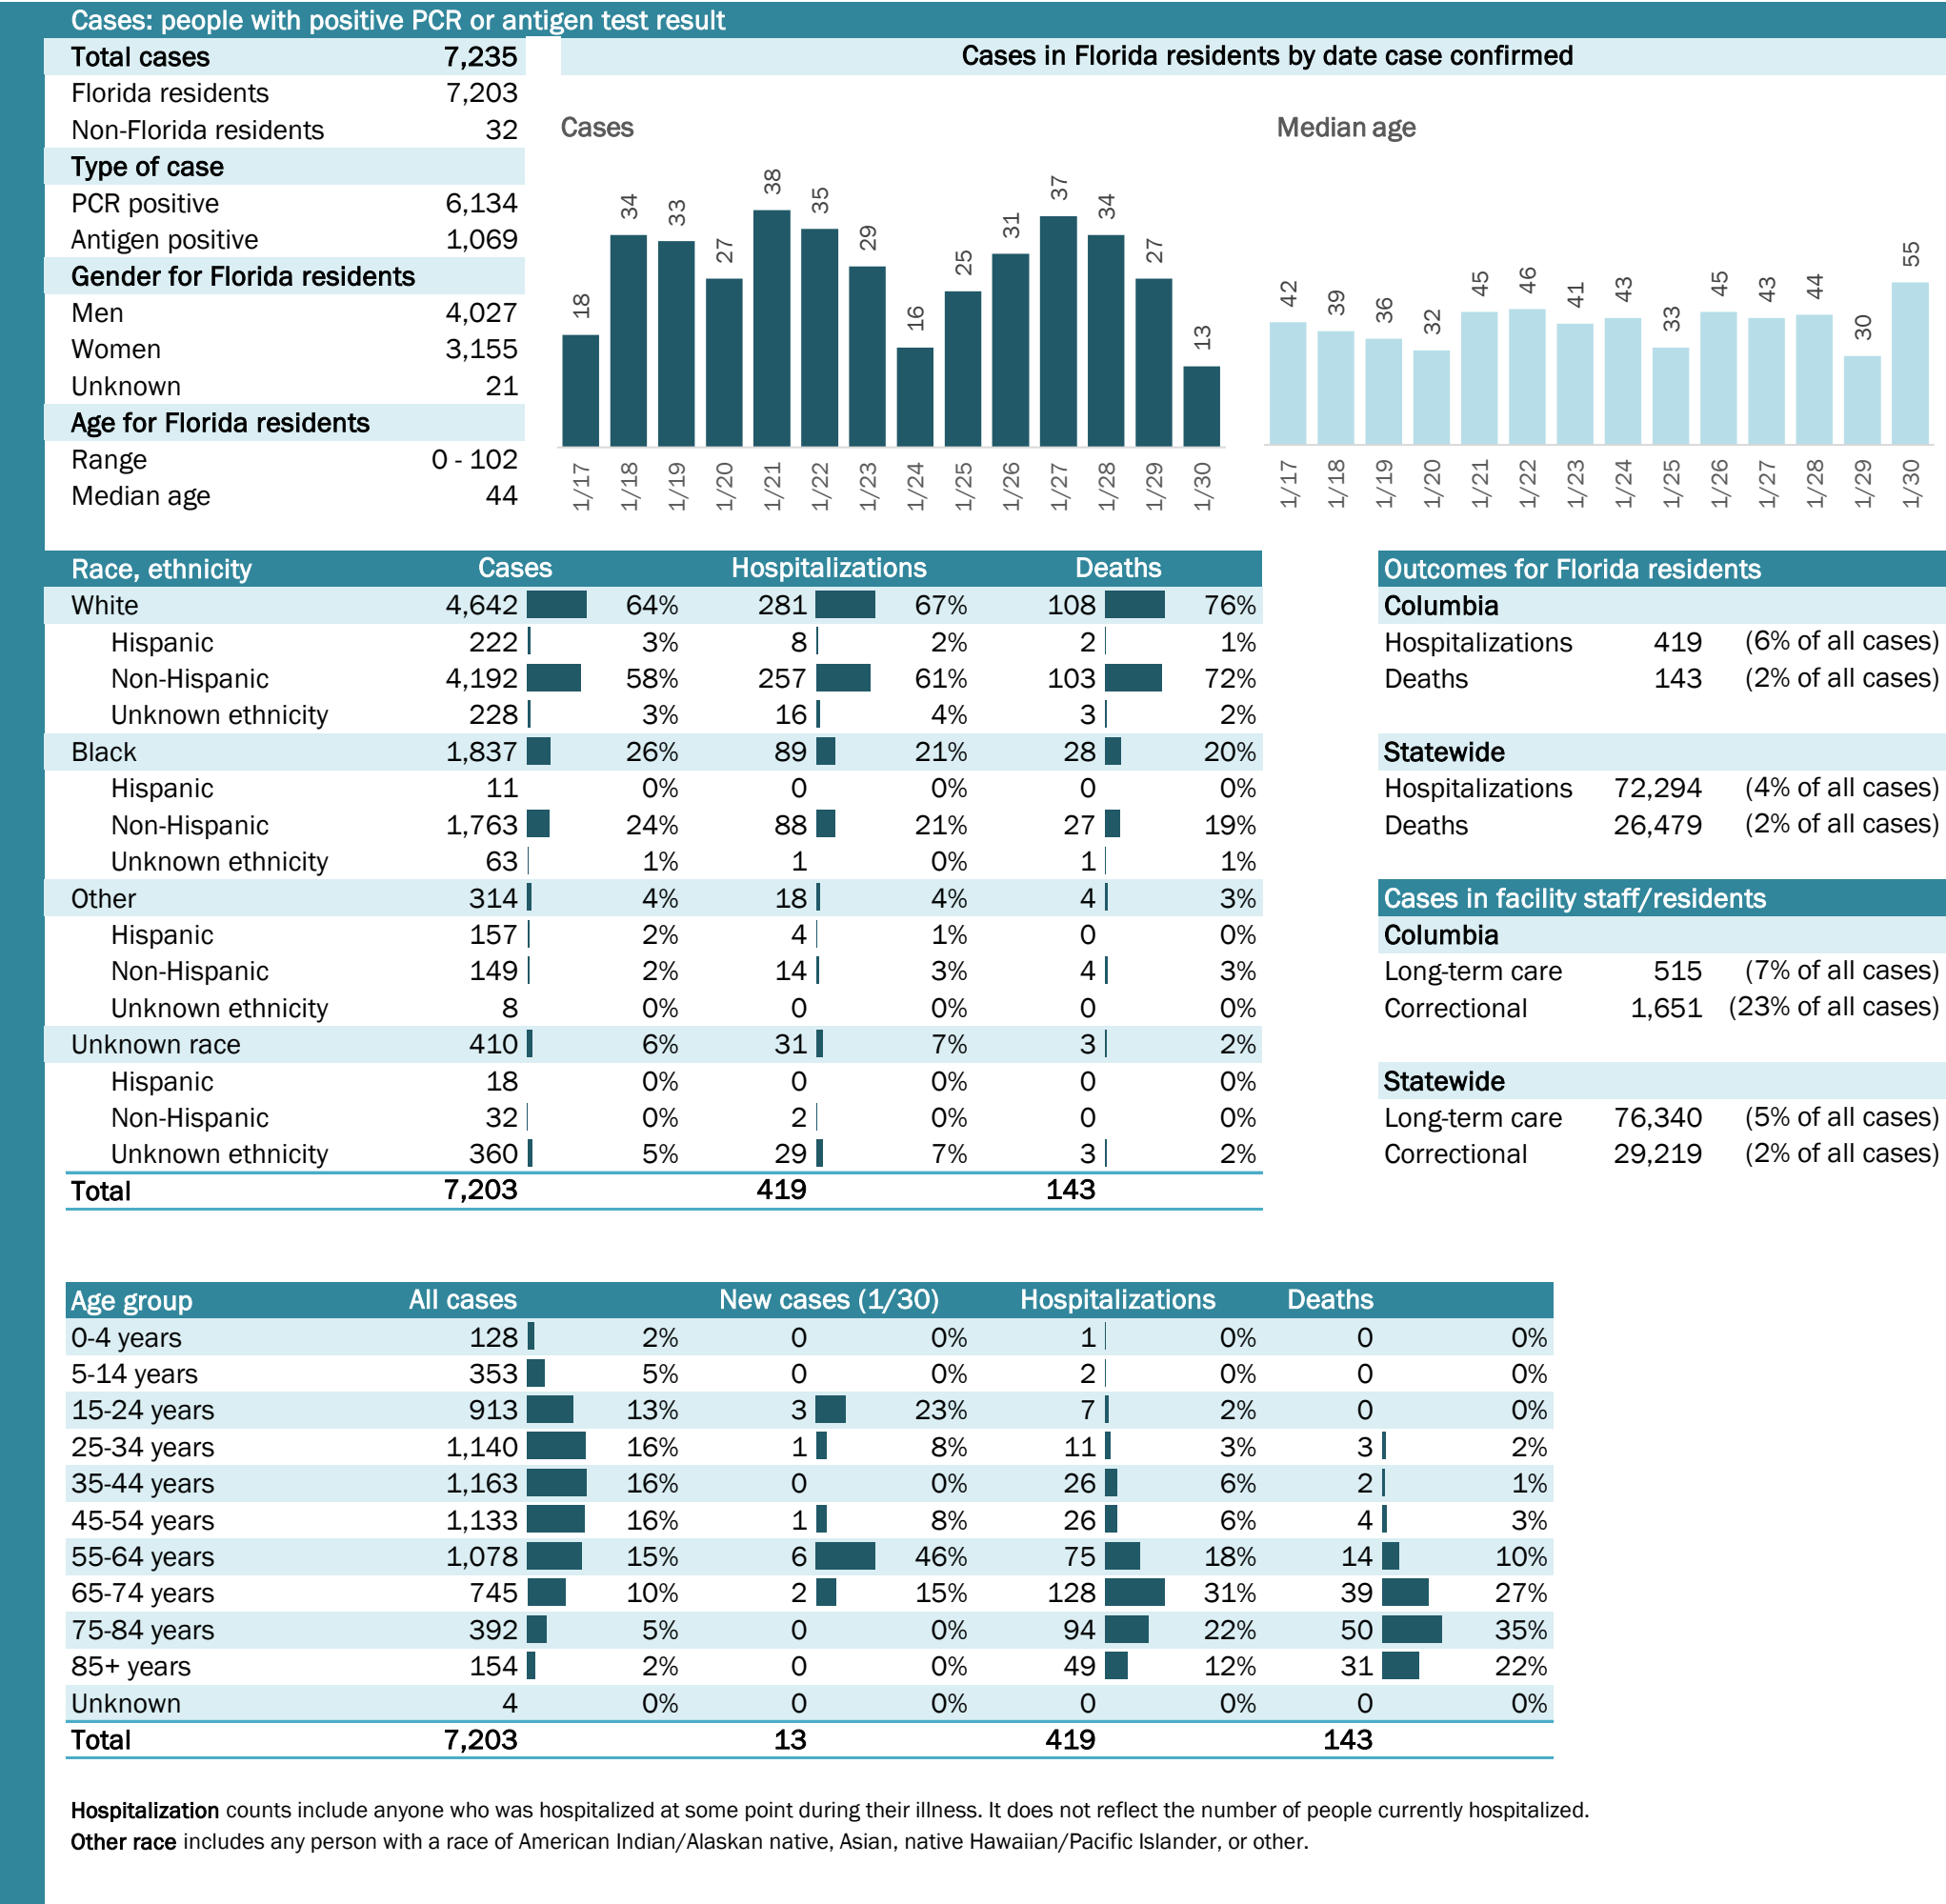 Cases: people with positive PCR or antigen test result
Total cases 7,235
Florida residents 7,203
Non-Florida residents 32
Type of case
PCR positive 6,134
Antigen positive 1,069
Gender for Florida residents
Men 4,027
Women 3,155
Unknown 21
Age for Florida residents
Range 0 - 102
Median age 44
Cases in Florida residents by date case confirmed
Cases
18 34 33 27 38 35 29 16 25 31 37 34 27 13
1/17 1/18 1/19 1/20 1/21 1/22 1/23 1/24 1/25 1/26 1/27 1/28 1/29 1/30
Median age
42 39 36 32 45 46 41 43 33 45 43 44 30 55
1/17 1/18 1/19 1/20 1/21 1/22 1/23 1/24 1/25 1/26 1/27 1/28 1/29 1/30
Race, ethnicity Cases Hospitalizations Deaths
White 4,642 64% 281 67% 108 76%
Hispanic 222 3% 8 2% 2 1%
Non-Hispanic 4,192 58% 257 61% 103 72%
Unknown ethnicity 228 3% 16 4% 3 2%
Black 1,837 26% 89 21% 28 20%
Hispanic 11 0% 0 0% 0 0%
Non-Hispanic 1,763 24% 88 21% 27 19%
Unknown ethnicity 63 1% 1 0% 1 1%
Other 314 4% 18 4% 4 3%
Hispanic 157 2% 4 1% 0 0%
Non-Hispanic 149 2% 14 3% 4 3%
Unknown ethnicity 8 0% 0 0% 0 0%
Unknown race 410 6% 31 7% 3 2%
Hispanic 18 0% 0 0% 0 0%
Non-Hispanic 32 0% 2 0% 0 0%
Unknown ethnicity 360 5% 29 7% 3 2%
Total 7,203 419 143
Outcomes for Florida residents
Columbia
Hospitalizations 419 (6% of all cases)
Deaths 143 (2% of all cases)
Statewide
Hospitalizations 72,294 (4% of all cases)
Deaths 26,479 (2% of all cases)
Cases in facility staff/residents
Columbia
Long-term care 515 (7% of all cases)
Correctional 1,651 (23% of all cases)
Statewide
Long-term care 76,340 (5% of all cases)
Correctional 29,219 (2% of all cases)
Age group All cases New cases (1/30) Hospitalizations Deaths
0-4 years 128 2% 0 0% 1 0% 0 0%
5-14 years 353 5% 0 0% 2 0% 0 0%
15-24 years 913 13% 3 23% 7 2% 0 0%
25-34 years 1,140 16% 1 8% 11 3% 3 2%
35-44 years 1,163 16% 0 0% 26 6% 2 1%
45-54 years 1,133 16% 1 8% 26 6% 4 3%
55-64 years 1,078 15% 6 46% 75 18% 14 10%
65-74 years 745 10% 2 15% 128 31% 39 27%
75-84 years 392 5% 0 0% 94 22% 50 35%
85+ years 154 2% 0 0% 49 12% 31 22%
Unknown 4 0% 0 0% 0 0% 0 0%
Total 7,203 13 419 143
Hospitalization counts include anyone who was hospitalized at some point during their illness. It does not reflect the number of people currently hospitalized.
Other race includes any person with a race of American Indian/Alaskan native, Asian, native Hawaiian/Pacific Islander, or other.